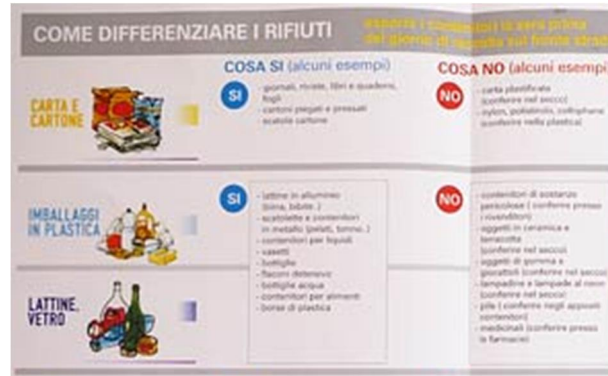 COME DIFFERENZIARE I RIFIUTI
esporre i contenitori la sera prima
del giorno di raccolta sul fronte strad
COSA SI (alcuni esempi)
COSA NO (alcuni esempi
CARTA E
CARTONE
SI
- giornali, riviste, libri e quaderni,
fogli
- cartoni piegati e pressati
- scatole cartone
NO
- carta plastificata
(conferire nel secco)
- nylon, polistirolo, cellophane
(conferire nella plastica)
IMBALLAGGI
IN PLASTICA
LATTINE,
VETRO
SI
- lattine in alluminio
(birra, bibite..)
- scatolette e contenitori
in metallo (pelati, tonno..)
- contenitori per liquidi
- vasetti
- bottiglie
- flaconi detersivo
- bottiglie acqua
- contenitori per alimenti
- borse di plastica
NO
- contenitori di sostanze
pericolose ( conferire presso
i rivenditori)
- oggetti in ceramica e
terracotta
(conferire nel secco)
- oggetti di gomma e
giocattoli (conferire nel secco)
- lampadine e lampade al neon
(conferire nel secco)
- pile ( conferire negli appositi
contenitori)
- medicinali (conferire presso
le farmacie)